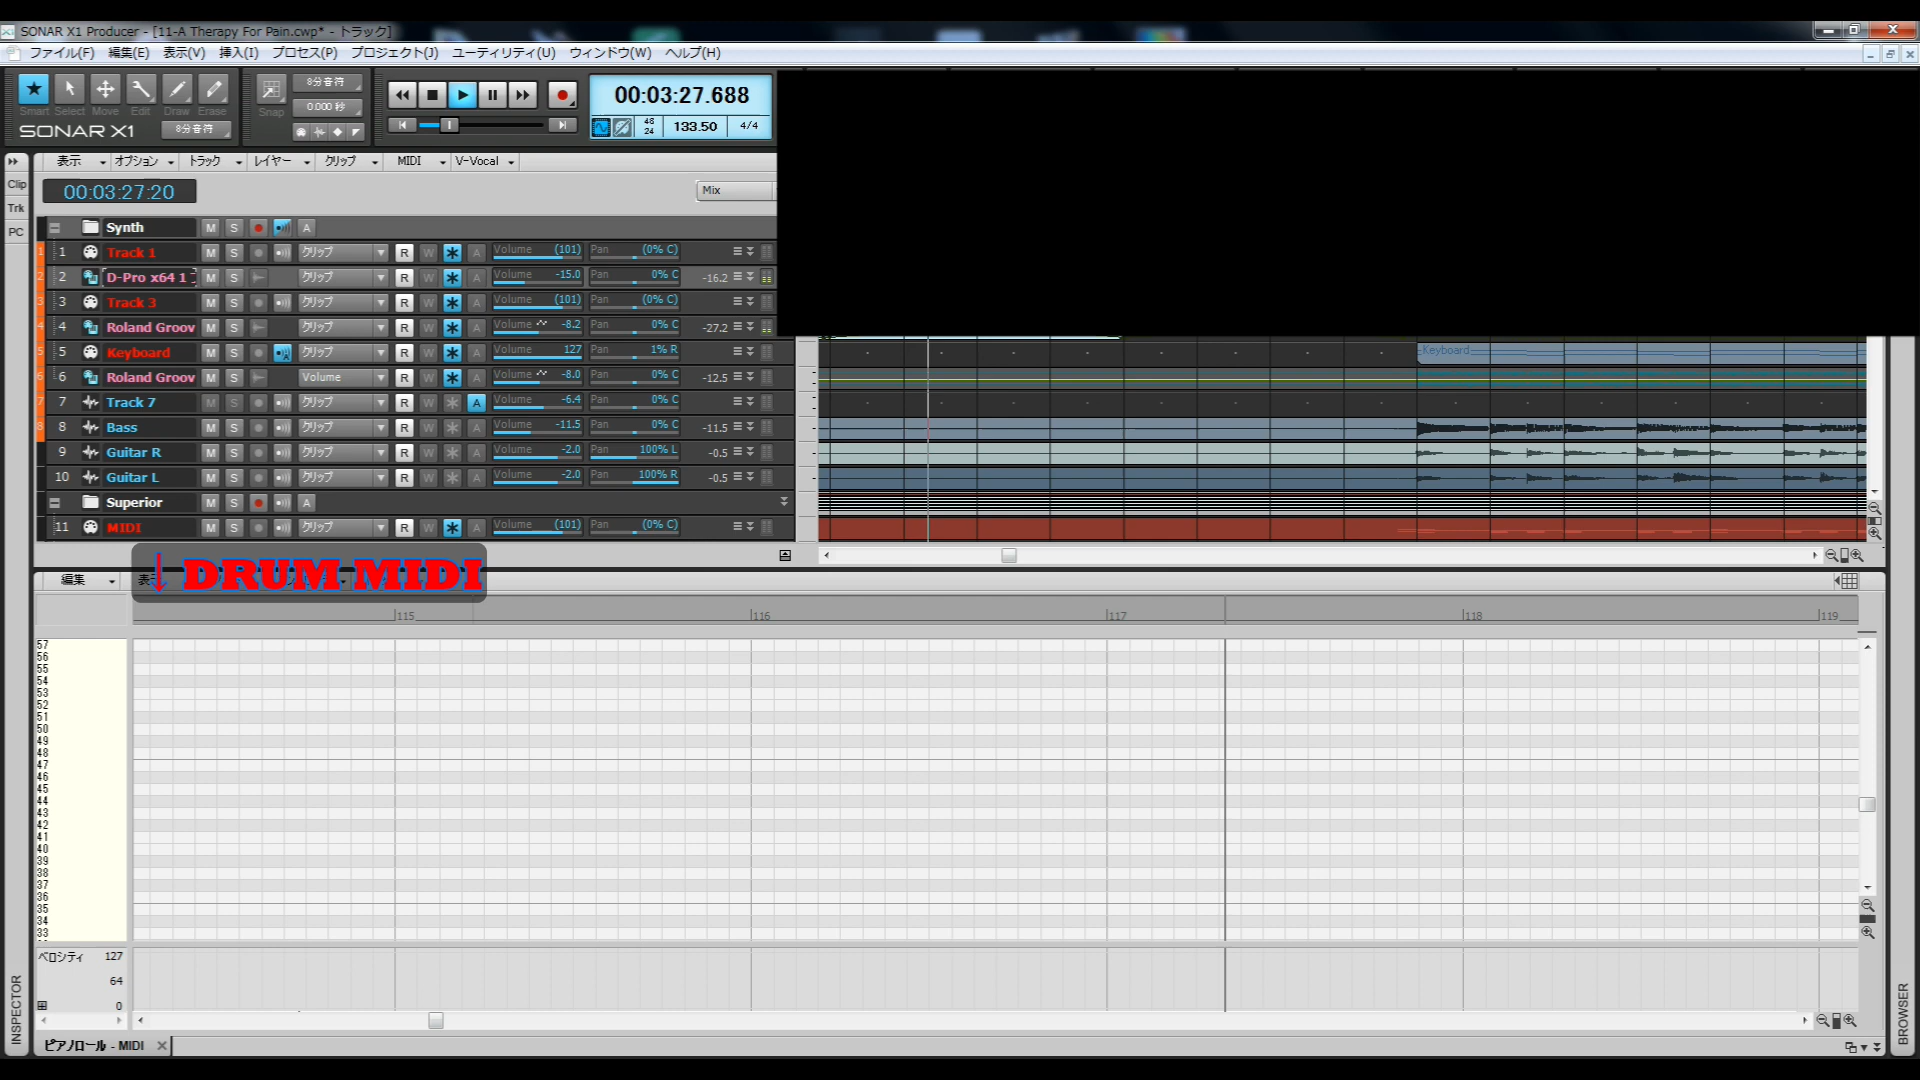 SONAR X1 Producer - [11-A Therapy For Pain.cwp* - トラック]
ファイル(F) 編集(E) 表示(V) 挿入(I) プロセス(P) プロジェクト(J) ユーティリティ(U) ウィンドウ(W) ヘルプ(H)
Smart Select Move Edit Draw Erase
SONAR X1
8分音符
Snap
8分音符
0.000 秒
00:03:27.688
48
24
133.50
4/4
表示 オプション トラック レイヤー クリップ MIDI V-Vocal
Clip
Trk
PC
00:03:27:20
Mix
Synth M S A
1 1 Track 1 M S クリップ R W A Volume (101) Pan (0% C)
2 2 D-Pro x64 1 M S クリップ R W A Volume -15.0 Pan 0% C -16.2
3 3 Track 3 M S クリップ R W A Volume (101) Pan (0% C)
4 4 Roland Groov M S クリップ R W A Volume -8.2 Pan 0% C -27.2
5 5 Keyboard M S クリップ R W A Volume 127 Pan 1% R
6 6 Roland Groov M S Volume R W A Volume -8.0 Pan 0% C -12.5
7 7 Track 7 M S クリップ R W A Volume -6.4 Pan 0% C
8 8 Bass M S クリップ R W A Volume -11.5 Pan 0% C -11.5
9 Guitar R M S クリップ R W A Volume -2.0 Pan 100% L -0.5
10 Guitar L M S クリップ R W A Volume -2.0 Pan 100% R -0.5
Superior M S A
11 MIDI M S クリップ R W A Volume (101) Pan (0% C)
Keyboard
編集
↓ DRUM MIDI
115 116 117 118 119
57
56
55
54
53
52
51
50
49
48
47
46
45
44
43
42
41
40
39
38
37
36
35
34
33
ベロシティ 127
64
0
INSPECTOR
BROWSER
ピアノロール - MIDI